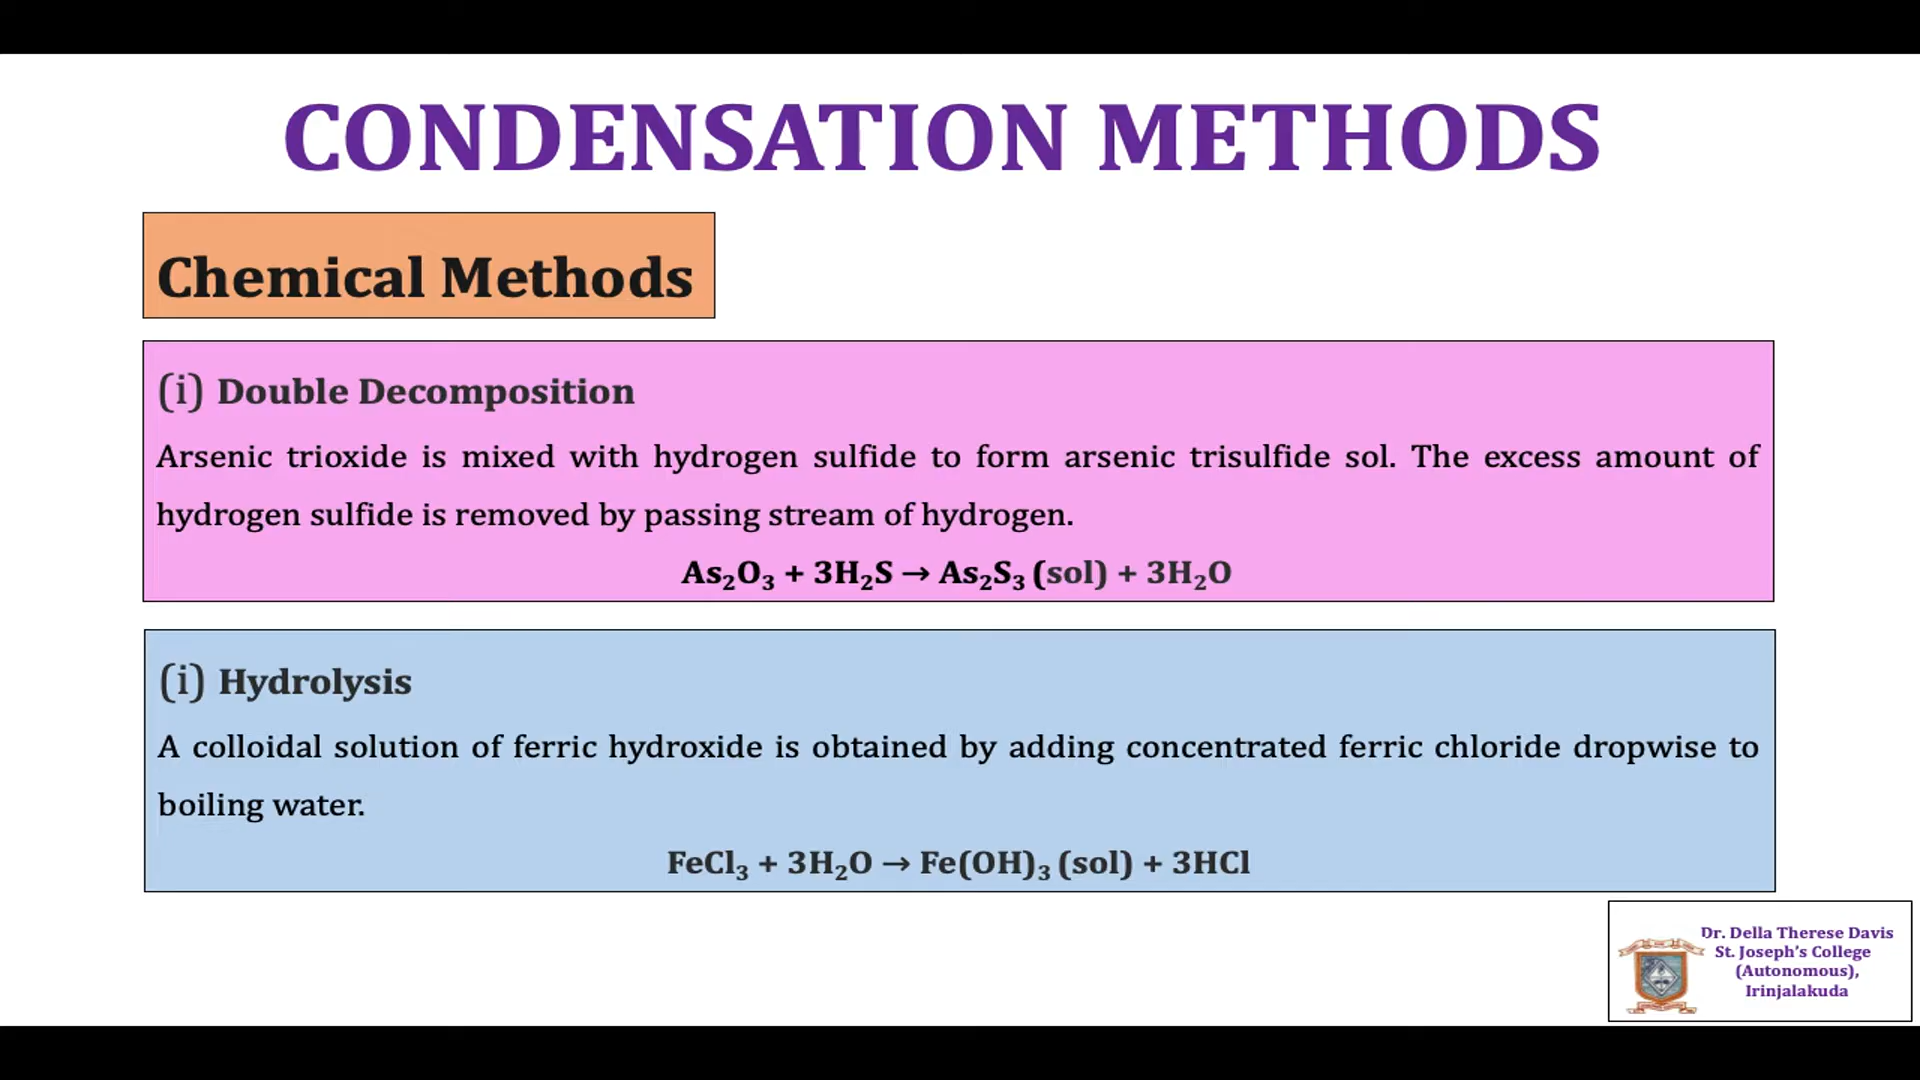 CONDENSATION METHODS
Chemical Methods
(i) Double Decomposition
Arsenic trioxide is mixed with hydrogen sulfide to form arsenic trisulfide sol. The excess amount of
hydrogen sulfide is removed by passing stream of hydrogen.
As₂O₃ + 3H₂S → As₂S₃ (sol) + 3H₂O
(i) Hydrolysis
A colloidal solution of ferric hydroxide is obtained by adding concentrated ferric chloride dropwise to
boiling water.
FeCl₃ + 3H₂O → Fe(OH)₃ (sol) + 3HCl
Dr. Della Therese Davis
St. Joseph’s College
(Autonomous),
Irinjalakuda